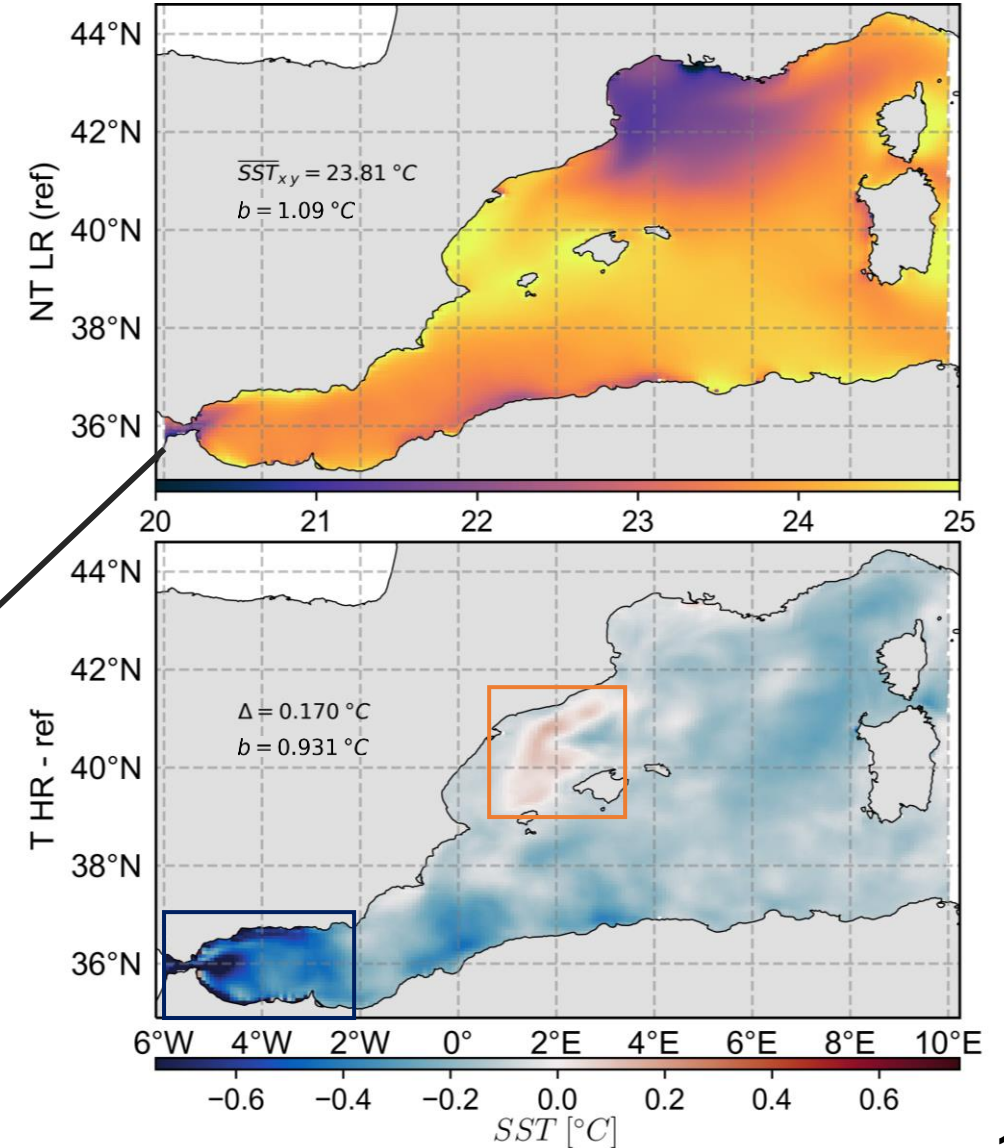 44°N
42°N
40°N
38°N
36°N
NT LR (ref)
$\overline{SST}_{xy}$ = 23.81 °C
b = 1.09 °C
20 21 22 23 24 25
44°N
42°N
40°N
38°N
36°N
T HR - ref
Δ = 0.170 °C
b = 0.931 °C
6°W 4°W 2°W 0° 2°E 4°E 6°E 8°E 10°E
−0.6 −0.4 −0.2 0.0 0.2 0.4 0.6
SST [°C]